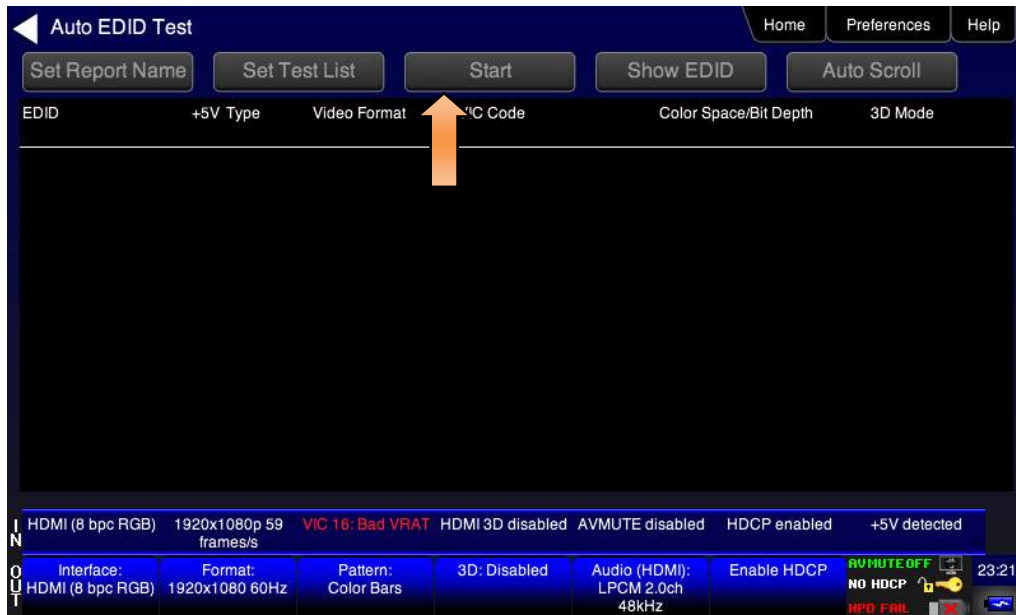 Auto EDID Test
Home
Preferences
Help
Set Report Name
Set Test List
Start
Show EDID
Auto Scroll
EDID
+5V Type
Video Format
VIC Code
Color Space/Bit Depth
3D Mode
IN
HDMI (8 bpc RGB)
1920x1080p 59
frames/s
VIC 16: Bad VRAT
HDMI 3D disabled
AVMUTE disabled
HDCP enabled
+5V detected
OUT
Interface:
HDMI (8 bpc RGB)
Format:
1920x1080 60Hz
Pattern:
Color Bars
3D: Disabled
Audio (HDMI):
LPCM 2.0ch
48kHz
Enable HDCP
AVMUTE OFF
NO HDCP
HPD FAIL
23:21